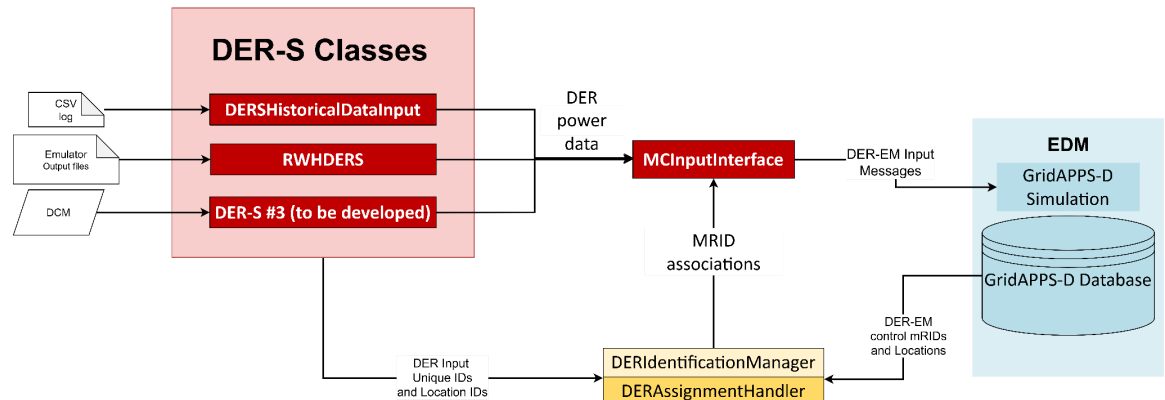 DER-S Classes
CSV
log
DERSHistoricalDataInput
Emulator
Output files
RWHDERS
DCM
DER-S #3 (to be developed)
DER
power
data
MCInputInterface
DER-EM Input
Messages
EDM
GridAPPS-D
Simulation
GridAPPS-D Database
MRID
associations
DER-EM
control mRIDs
and Locations
DER Input
Unique IDs
and Location IDs
DERIdentificationManager
DERAssignmentHandler